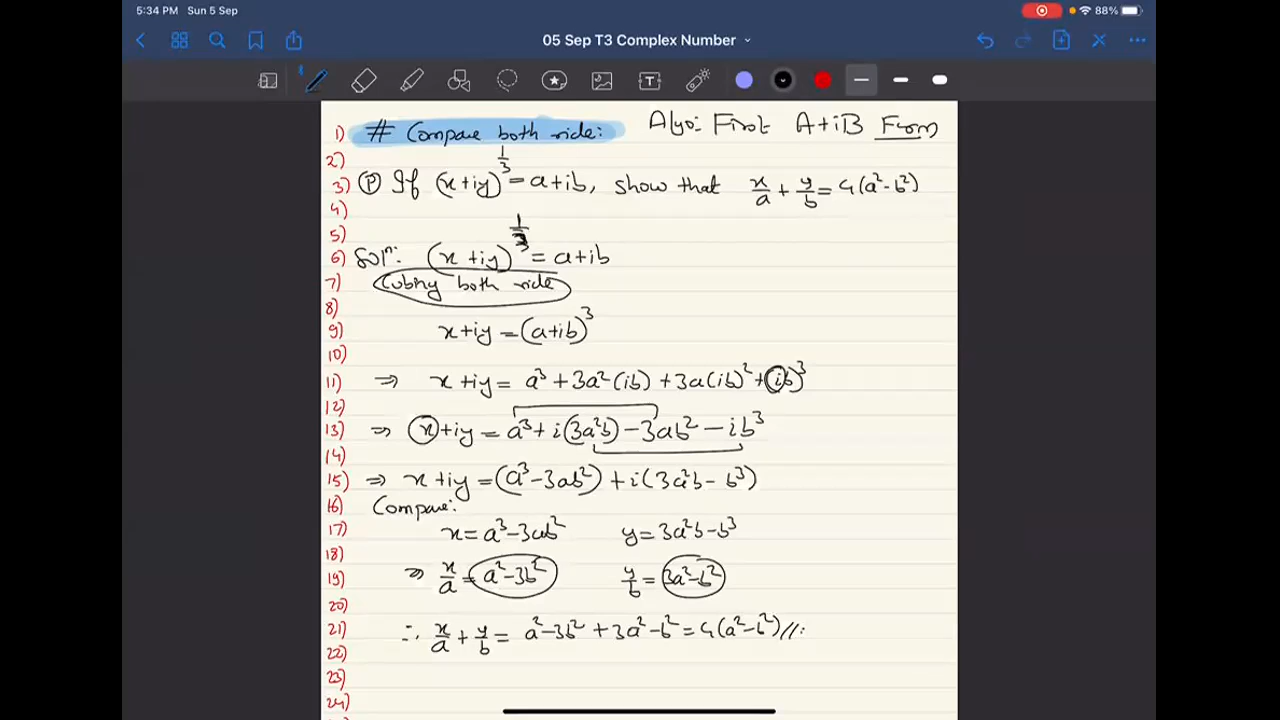 5:34 PM Sun 5 Sep 88%
05 Sep T3 Complex Number
1) # Compare both side: Algo: First A+iB Form
2)
3) (P) If (x+iy)^(1/3) = a+ib, show that x/a + y/b = 4(a²-b²)
4)
5)
6) Solⁿ: (x+iy)^(1/3) = a+ib
7) Cubing both side
8)
9) x+iy = (a+ib)³
10)
11) ⇒ x+iy = a³ + 3a²(ib) + 3a(ib)² + (ib)³
12)
13) ⇒ x+iy = a³ + i(3a²b) - 3ab² - ib³
14)
15) ⇒ x+iy = (a³-3ab²) + i(3a²b - b³)
16) Compare:
17) x = a³-3ab² y = 3a²b-b³
18)
19) ⇒ x/a = a²-3b² y/b = 3a²-b²
20)
21) ∴ x/a + y/b = a²-3b² + 3a²-b² = 4(a²-b²) //:
22)
23)
24)